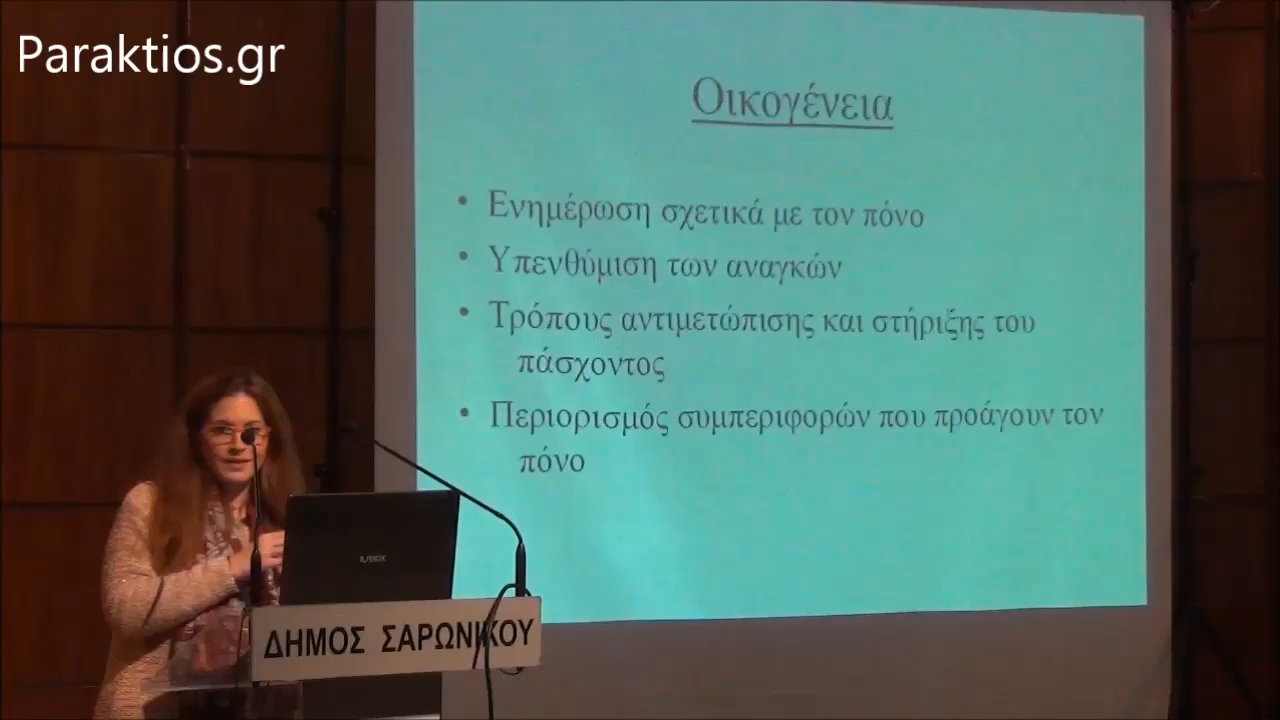 Paraktios.gr
Οικογένεια
• Ενημέρωση σχετικά με τον πόνο
• Υπενθύμιση των αναγκών
• Τρόπους αντιμετώπισης και στήριξης του
πάσχοντος
• Περιορισμός συμπεριφορών που προάγουν τον
πόνο
ΔΗΜΟΣ ΣΑΡΩΝΙΚΟΥ